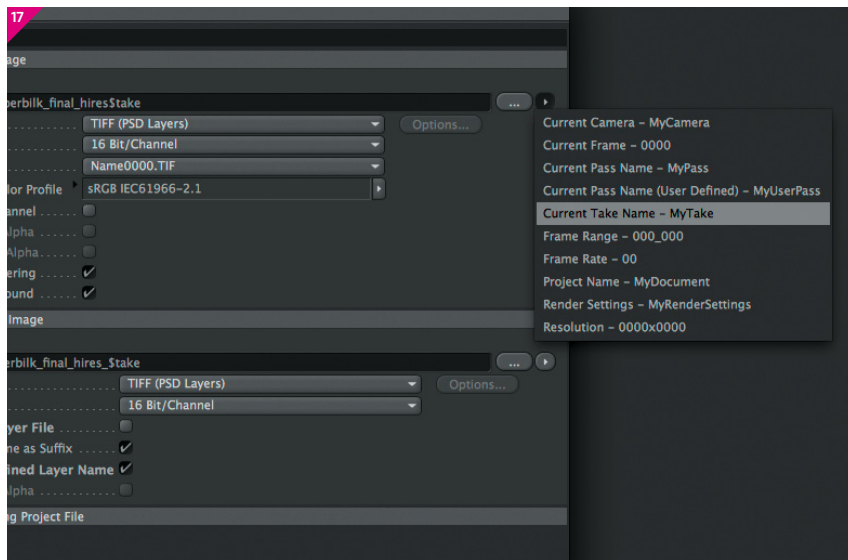 17
age
perbilk_final_hires$take
...
TIFF (PSD Layers)
Options...
16 Bit/Channel
Name0000.TIF
lor Profile
sRGB IEC61966-2.1
annel
Alpha
Alpha
ering
ound
Current Camera – MyCamera
Current Frame – 0000
Current Pass Name – MyPass
Current Pass Name (User Defined) – MyUserPass
Current Take Name – MyTake
Frame Range – 000_000
Frame Rate – 00
Project Name – MyDocument
Render Settings – MyRenderSettings
Resolution – 0000x0000
Image
erbilk_final_hires_$take
...
TIFF (PSD Layers)
Options...
16 Bit/Channel
yer File
ne as Suffix
ined Layer Name
lpha
ng Project File